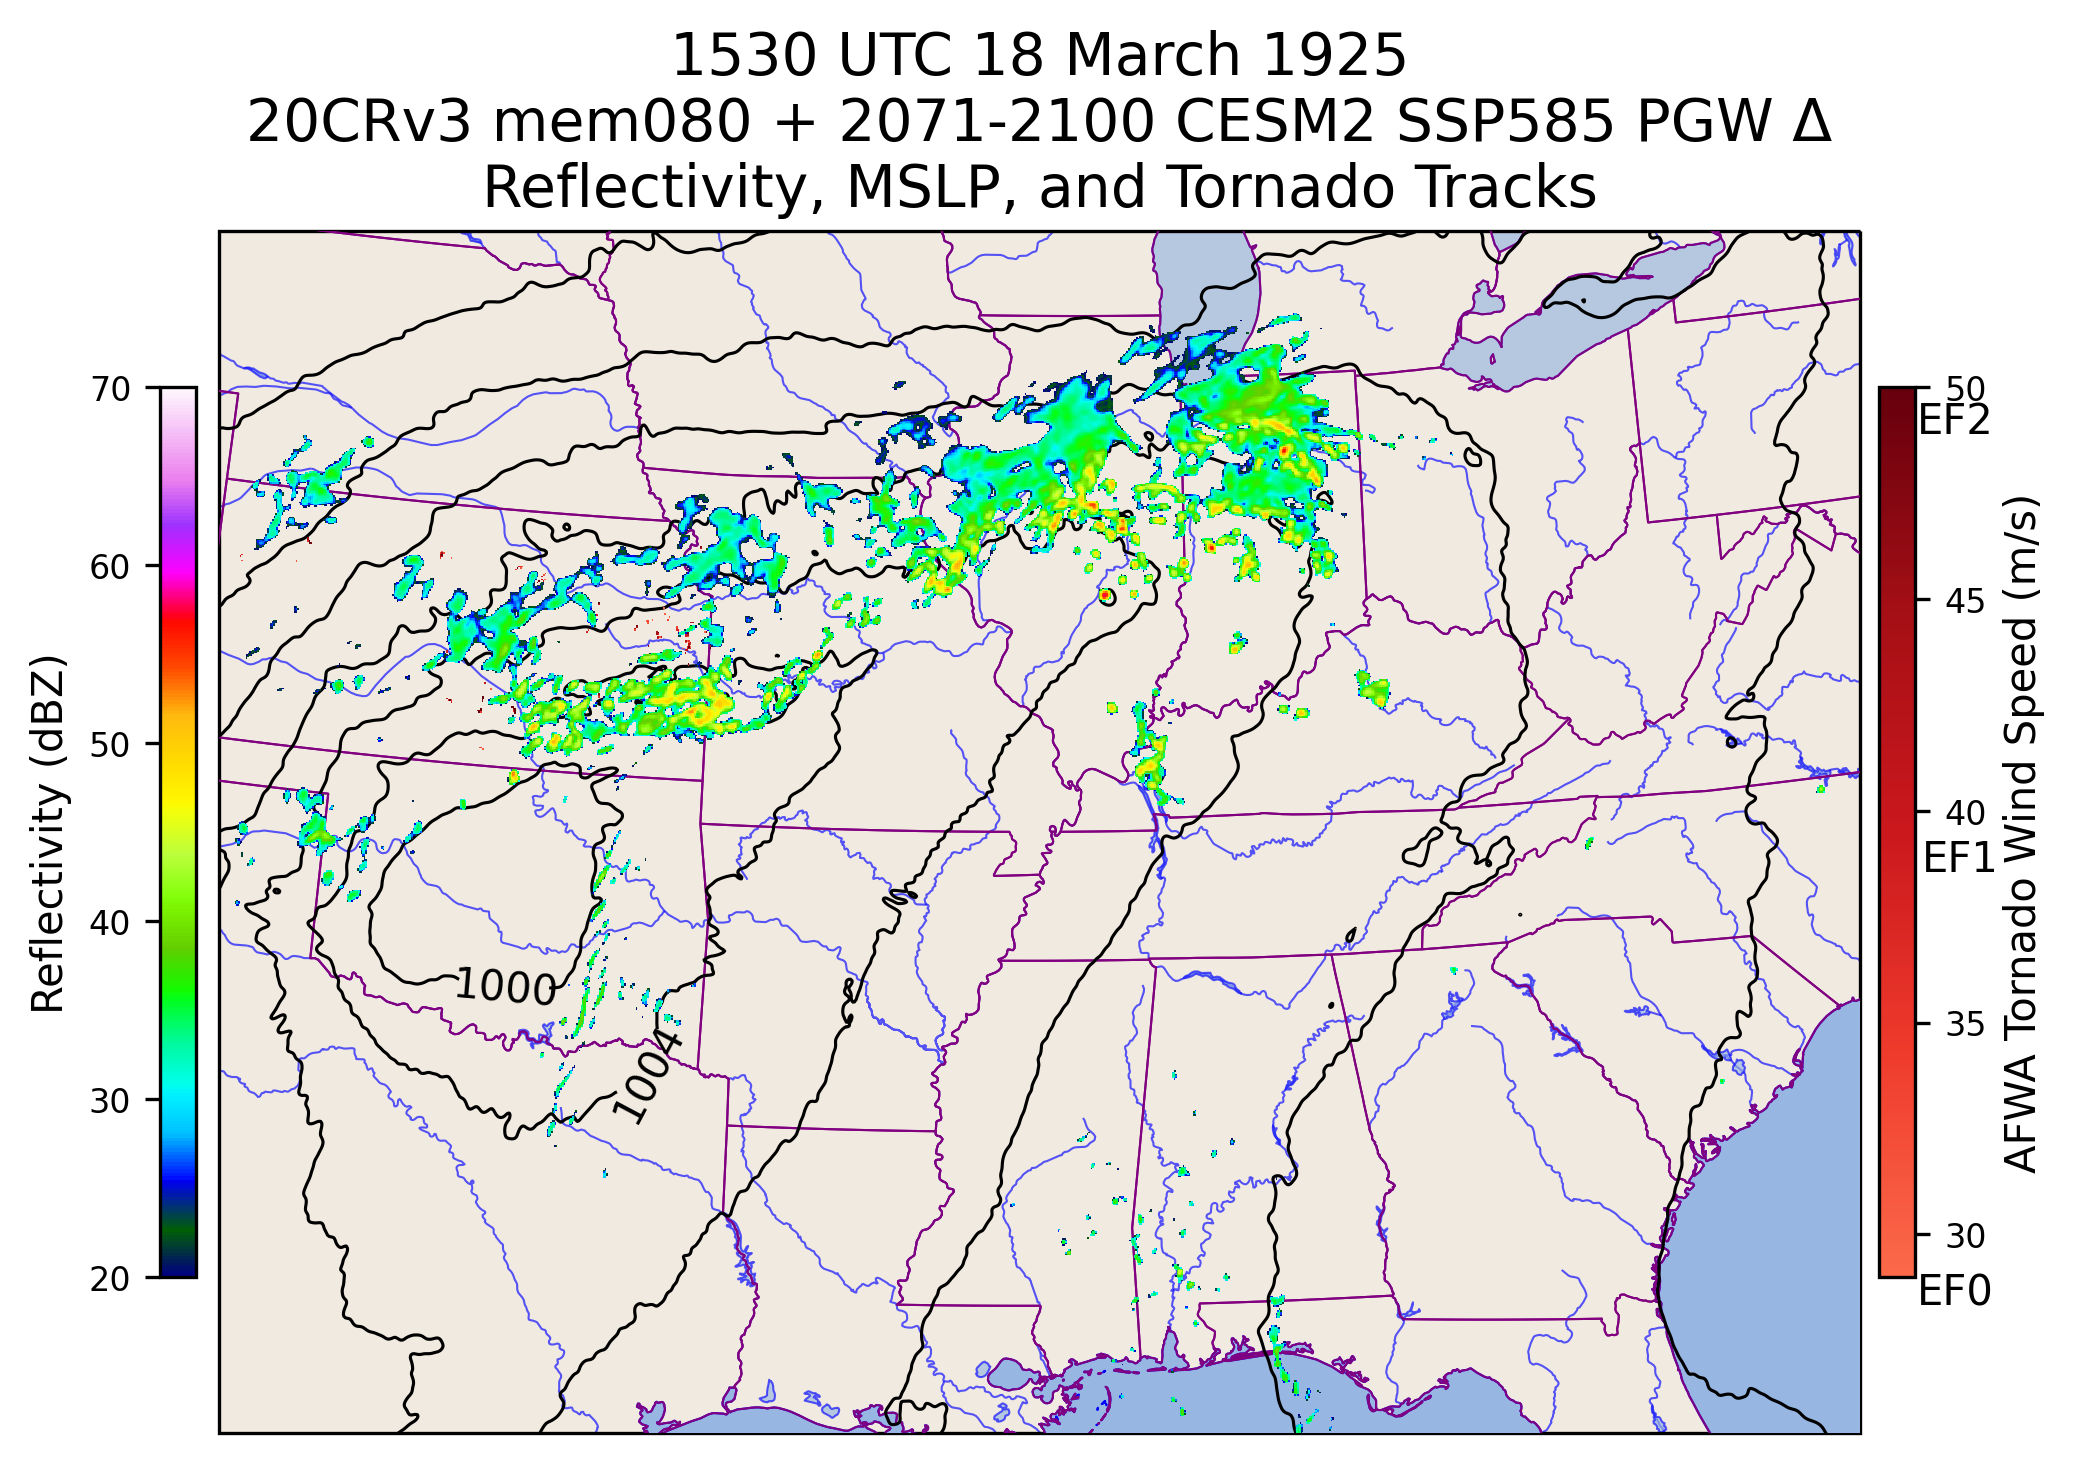 1530 UTC 18 March 1925
20CRv3 mem080 + 2071-2100 CESM2 SSP585 PGW Δ
Reflectivity, MSLP, and Tornado Tracks
Reflectivity (dBZ)
70
60
50
40
30
20
1000
1004
50
EF2
45
40
EF1
35
30
EF0
AFWA Tornado Wind Speed (m/s)